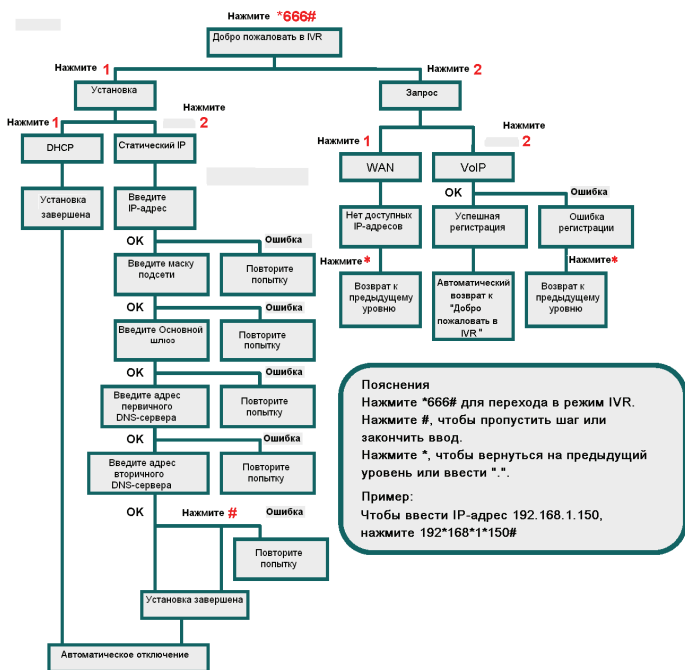 Нажмите *666#
Добро пожаловать в IVR
Нажмите 1
Нажмите 2
Установка
Запрос
Нажмите 1
Нажмите
2
Нажмите 1
Нажмите
2
DHCP
Статический IP
WAN
VoIP
OK
Ошибка
Установка
завершена
Введите
IP-адрес
Нет доступных
IP-адресов
Успешная
регистрация
Ошибка
регистрации
OK
Ошибка
Нажмите*
Нажмите*
Введите маску
подсети
Повторите
попытку
Возврат к
предыдущему
уровню
Автоматический
возврат к
"Добро
пожаловать в
IVR "
Возврат к
предыдущему
уровню
OK
Ошибка
Введите Основной
шлюз
Повторите
попытку
OK
Ошибка
Введите адрес
первичного
DNS-сервера
Повторите
попытку
OK
Ошибка
Введите адрес
вторичного
DNS-сервера
Повторите
попытку
OK
Нажмите #
Ошибка
Повторите
попытку
Установка завершена
Автоматическое отключение
Пояснения
Нажмите *666# для перехода в режим IVR.
Нажмите #, чтобы пропустить шаг или
закончить ввод.
Нажмите *, чтобы вернуться на предыдущий
уровень или ввести ".".
Пример:
Чтобы ввести IP-адрес 192.168.1.150,
нажмите 192*168*1*150#